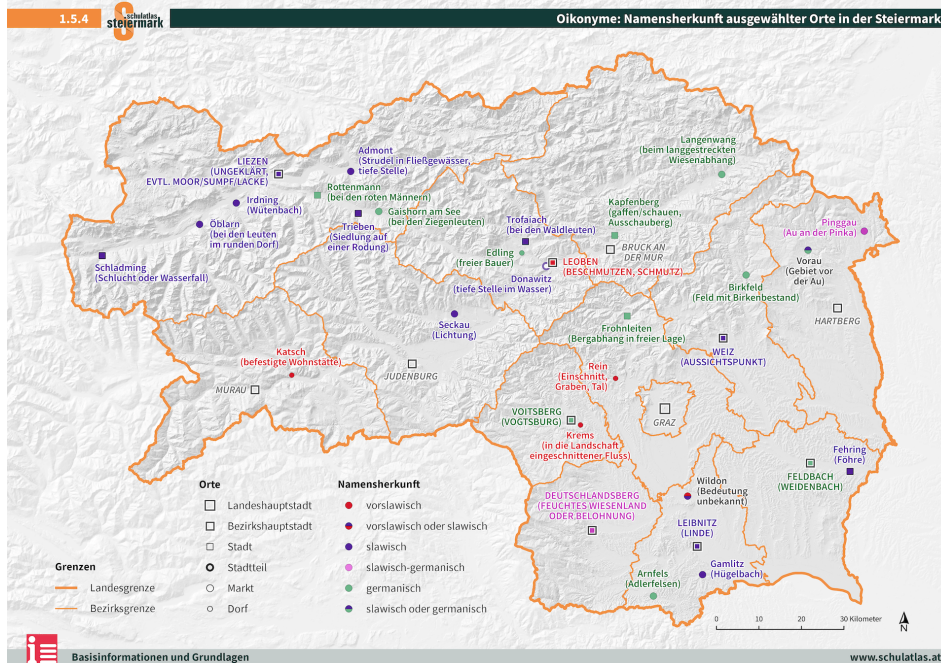 1.5.4
schulatlas
steiermark
Oikonyme: Namensherkunft ausgewählter Orte in der Steiermark
Langenwang
(beim langgestreckten
Wiesenabhang)
Admont
(Strudel in Fließgewässer,
tiefe Stelle)
LIEZEN
(UNGEKLÄRT,
EVTL. MOOR/SUMPF/LACKE)
Rottenmann
(bei den roten Männern)
Irdning
(Wütenbach)
Gaishorn am See
(bei den Ziegenleuten)
Kapfenberg
(gaffen/schauen,
Ausschauberg)
Öblarn
(bei den Leuten
im runden Dorf)
Trieben
(Siedlung auf
einer Rodung)
Trofaiach
(bei den Waldleuten)
Pinggau
(Au an der Pinka)
BRUCK AN
DER MUR
Edling
(freier Bauer)
LEOBEN
(BESCHMUTZEN, SCHMUTZ)
Vorau
(Gebiet vor
der Au)
Schladming
(Schlucht oder Wasserfall)
Donawitz
(tiefe Stelle im Wasser)
Birkfeld
(Feld mit Birkenbestand)
HARTBERG
Seckau
(Lichtung)
Frohnleiten
(Bergabhang in freier Lage)
Katsch
(befestigte Wohnstätte)
WEIZ
(AUSSICHTSPUNKT)
JUDENBURG
MURAU
Rein
(Einschnitt,
Graben, Tal)
VOITSBERG
(VOGTSBURG)
GRAZ
Krems
(in die Landschaft
eingeschnittener Fluss)
Fehring
(Föhre)
FELDBACH
(WEIDENBACH)
Wildon
(Bedeutung
unbekannt)
DEUTSCHLANDSBERG
(FEUCHTES WIESENLAND
ODER BELOHNUNG)
LEIBNITZ
(LINDE)
Gamlitz
(Hügelbach)
Arnfels
(Adlerfelsen)
Grenzen
Landesgrenze
Bezirksgrenze
Orte
Landeshauptstadt
Bezirkshauptstadt
Stadt
Stadtteil
Markt
Dorf
Namensherkunft
vorslawisch
vorslawisch oder slawisch
slawisch
slawisch-germanisch
germanisch
slawisch oder germanisch
0 10 20 30 Kilometer
N
Basisinformationen und Grundlagen
www.schulatlas.at